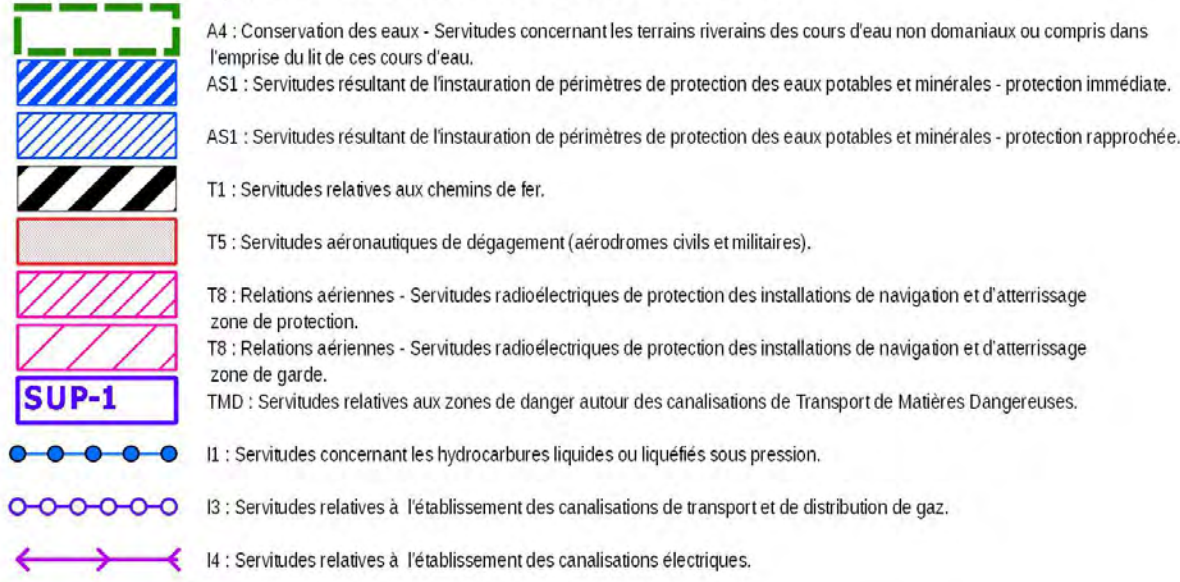 A4 : Conservation des eaux - Servitudes concernant les terrains riverains des cours d'eau non domaniaux ou compris dans
l'emprise du lit de ces cours d'eau.
AS1 : Servitudes résultant de l'instauration de périmètres de protection des eaux potables et minérales - protection immédiate.
AS1 : Servitudes résultant de l'instauration de périmètres de protection des eaux potables et minérales - protection rapprochée.
T1 : Servitudes relatives aux chemins de fer.
T5 : Servitudes aéronautiques de dégagement (aérodromes civils et militaires).
T8 : Relations aériennes - Servitudes radioélectriques de protection des installations de navigation et d'atterrissage
zone de protection.
T8 : Relations aériennes - Servitudes radioélectriques de protection des installations de navigation et d'atterrissage
zone de garde.
SUP-1 TMD : Servitudes relatives aux zones de danger autour des canalisations de Transport de Matières Dangereuses.
I1 : Servitudes concernant les hydrocarbures liquides ou liquéfiés sous pression.
I3 : Servitudes relatives à l'établissement des canalisations de transport et de distribution de gaz.
I4 : Servitudes relatives à l'établissement des canalisations électriques.